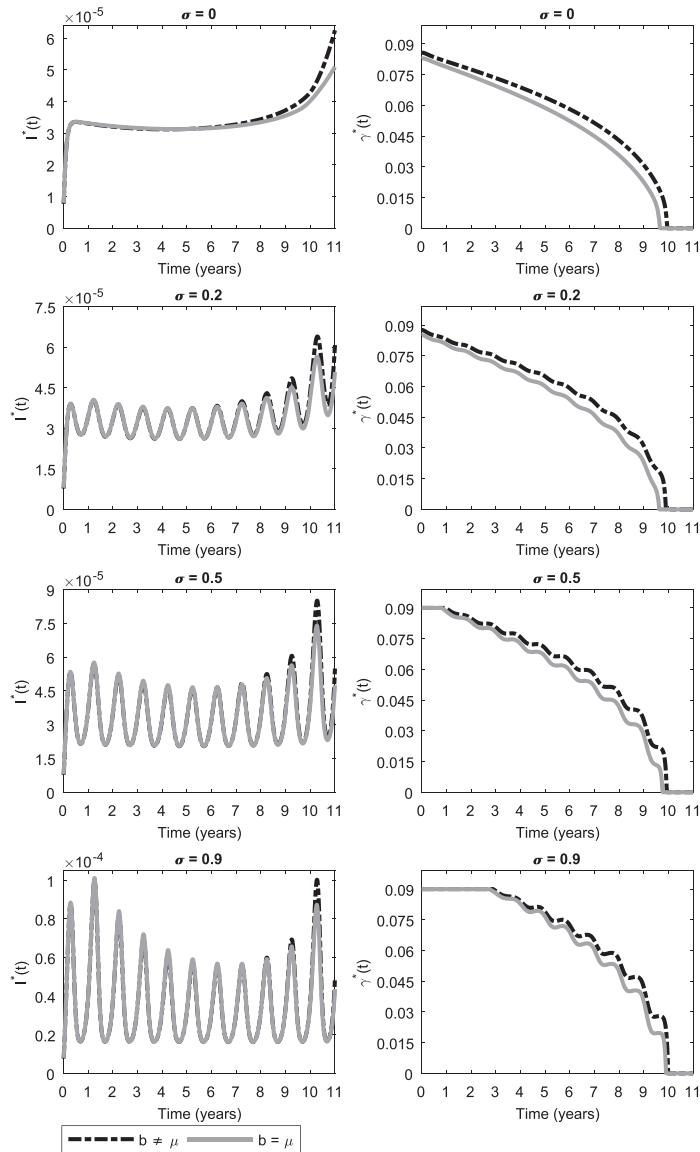 σ = 0
×10-5
6
5
4
3
2
1
0
I*(t)
0 1 2 3 4 5 6 7 8 9 10 11
Time (years)
σ = 0
0.09
0.075
0.06
0.045
0.03
0.015
0
γ*(t)
0 1 2 3 4 5 6 7 8 9 10 11
Time (years)
σ = 0.2
×10-5
7.5
6
4.5
3
1.5
0
I*(t)
0 1 2 3 4 5 6 7 8 9 10 11
Time (years)
σ = 0.2
0.09
0.075
0.06
0.045
0.03
0.015
0
γ*(t)
0 1 2 3 4 5 6 7 8 9 10 11
Time (years)
σ = 0.5
×10-5
9
7.5
6
4.5
3
1.5
0
I*(t)
0 1 2 3 4 5 6 7 8 9 10 11
Time (years)
σ = 0.5
0.09
0.075
0.06
0.045
0.03
0.015
0
γ*(t)
0 1 2 3 4 5 6 7 8 9 10 11
Time (years)
σ = 0.9
×10-4
1
0.8
0.6
0.4
0.2
0
I*(t)
0 1 2 3 4 5 6 7 8 9 10 11
Time (years)
σ = 0.9
0.09
0.075
0.06
0.045
0.03
0.015
0
γ*(t)
0 1 2 3 4 5 6 7 8 9 10 11
Time (years)
b ≠ μ b = μ